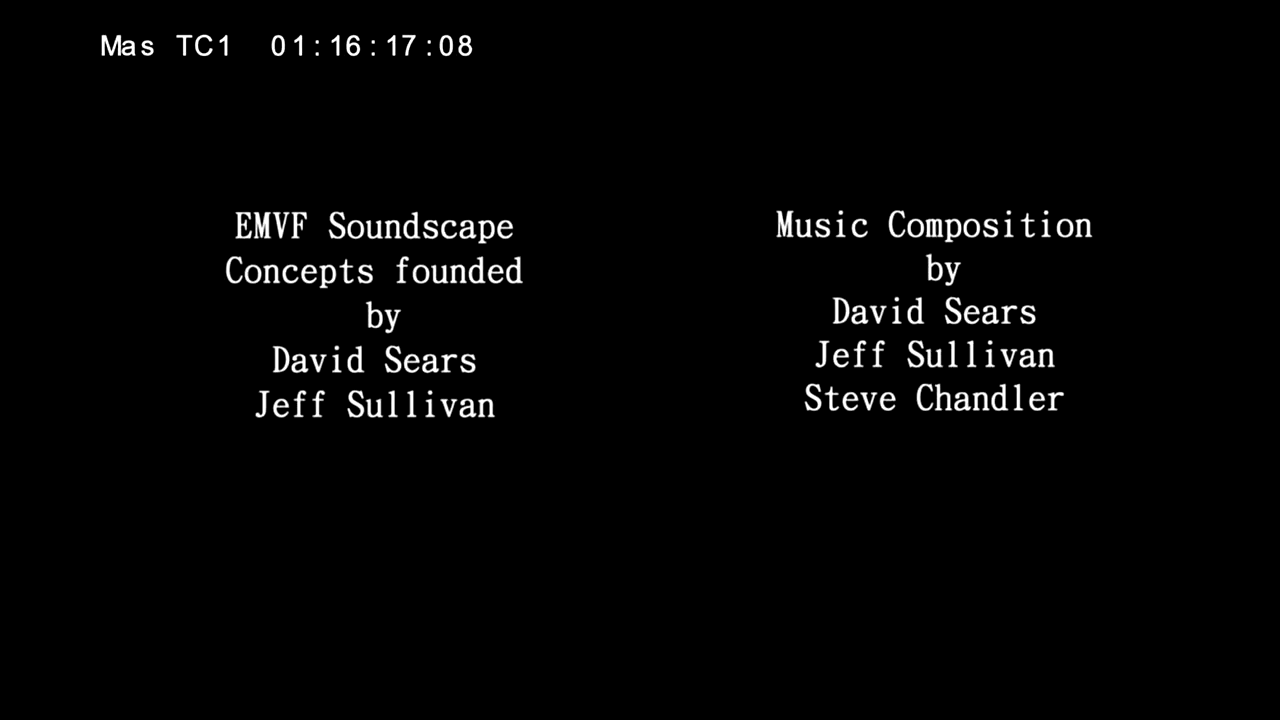 Mas TC1 01:16:17:08
EMVF Soundscape
Concepts founded
by
David Sears
Jeff Sullivan
Music Composition
by
David Sears
Jeff Sullivan
Steve Chandler